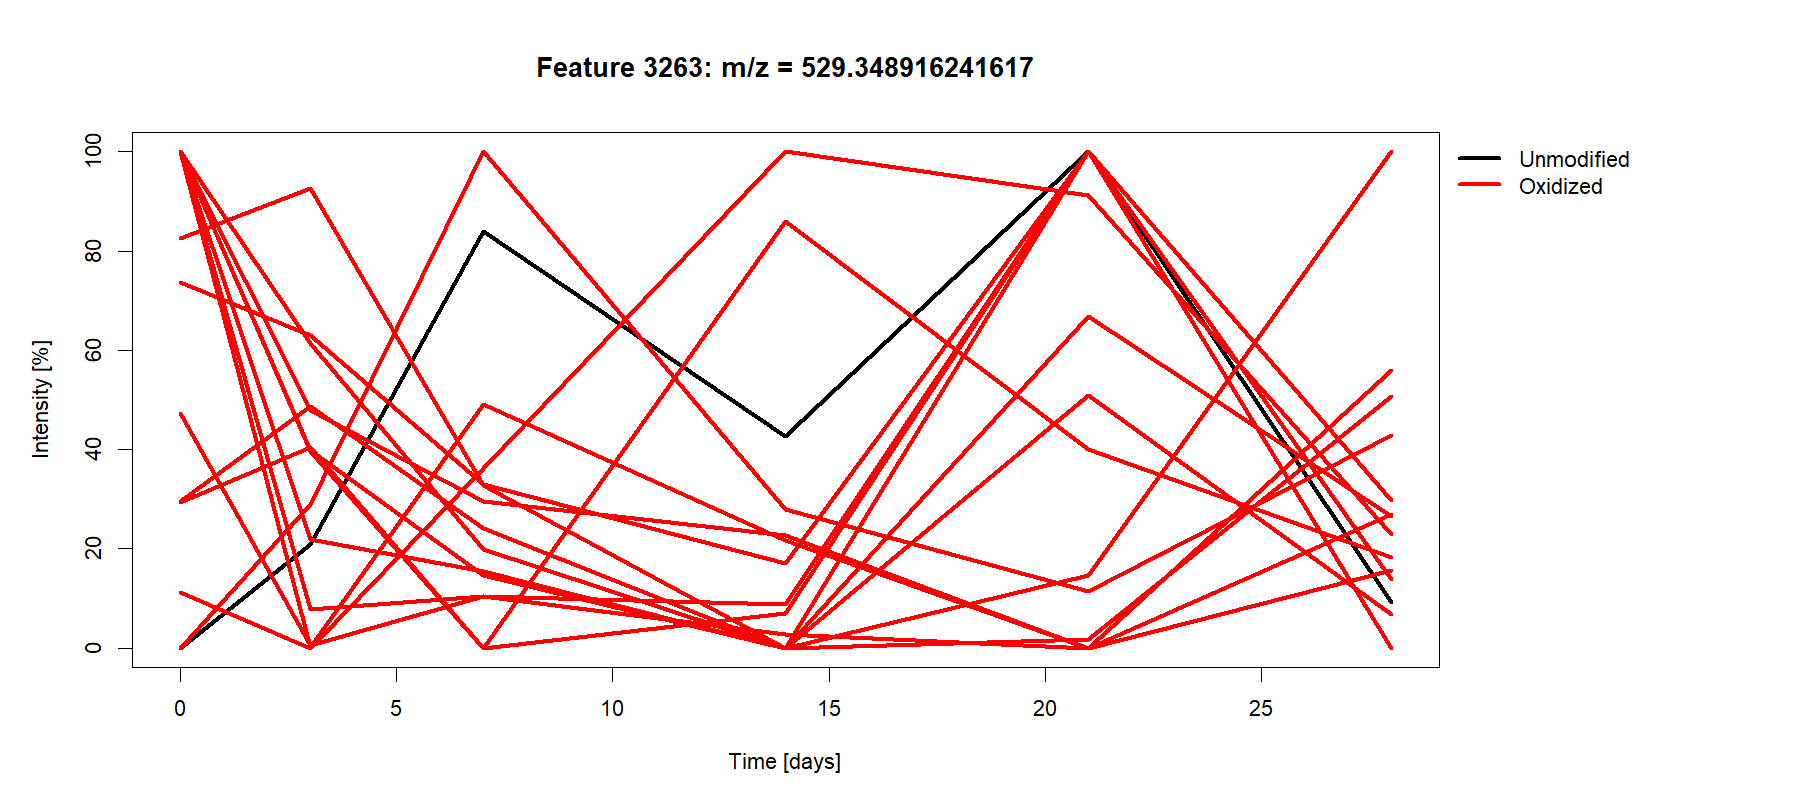 Feature 3263: m/z = 529.348916241617
Unmodified
Oxidized
Intensity [%]
100
80
60
40
20
0
0 5 10 15 20 25
Time [days]